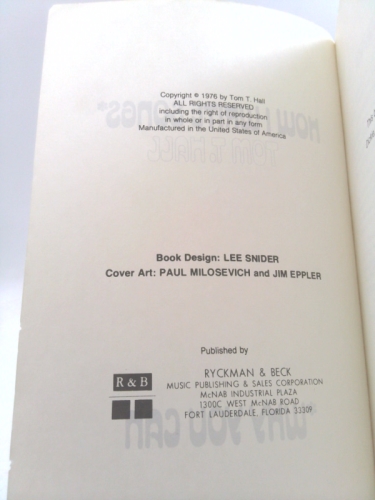 Copyright © 1976 by Tom T. Hall
ALL RIGHTS RESERVED
including the right of reproduction
in whole or in part in any form
Manufactured in the United States of America
Book Design: LEE SNIDER
Cover Art: PAUL MILOSEVICH and JIM EPPLER
Published by
R & B
RYCKMAN & BECK
MUSIC PUBLISHING & SALES CORPORATION
McNAB INDUSTRIAL PLAZA
1300C WEST McNAB ROAD
FORT LAUDERDALE, FLORIDA 33309